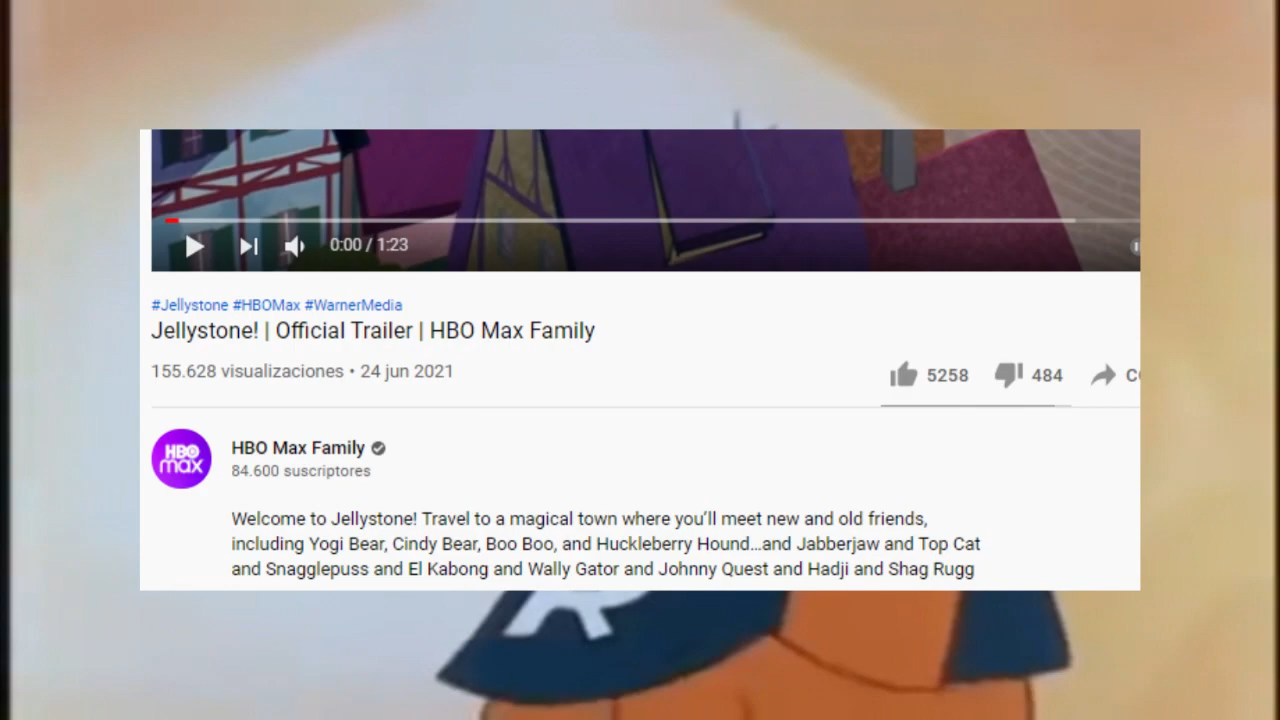 0:00 / 1:23
#Jellystone #HBOMax #WarnerMedia
Jellystone! | Official Trailer | HBO Max Family
155.628 visualizaciones • 24 jun 2021
5258 484
HBO max
HBO Max Family
84.600 suscriptores
Welcome to Jellystone! Travel to a magical town where you’ll meet new and old friends,
including Yogi Bear, Cindy Bear, Boo Boo, and Huckleberry Hound…and Jabberjaw and Top Cat
and Snagglepuss and El Kabong and Wally Gator and Johnny Quest and Hadji and Shag Rugg